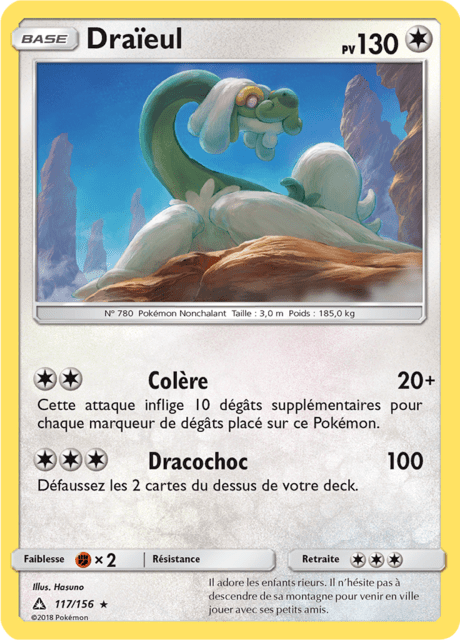 BASE Draïeul PV 130
N° 780 Pokémon Nonchalant Taille : 3,0 m Poids : 185,0 kg
Colère 20+
Cette attaque inflige 10 dégâts supplémentaires pour
chaque marqueur de dégâts placé sur ce Pokémon.
Dracochoc 100
Défaussez les 2 cartes du dessus de votre deck.
Faiblesse × 2 Résistance Retraite
Illus. Hasuno
117/156 ★
©2018 Pokémon
Il adore les enfants rieurs. Il n'hésite pas à
descendre de sa montagne pour venir en ville
jouer avec ses petits amis.